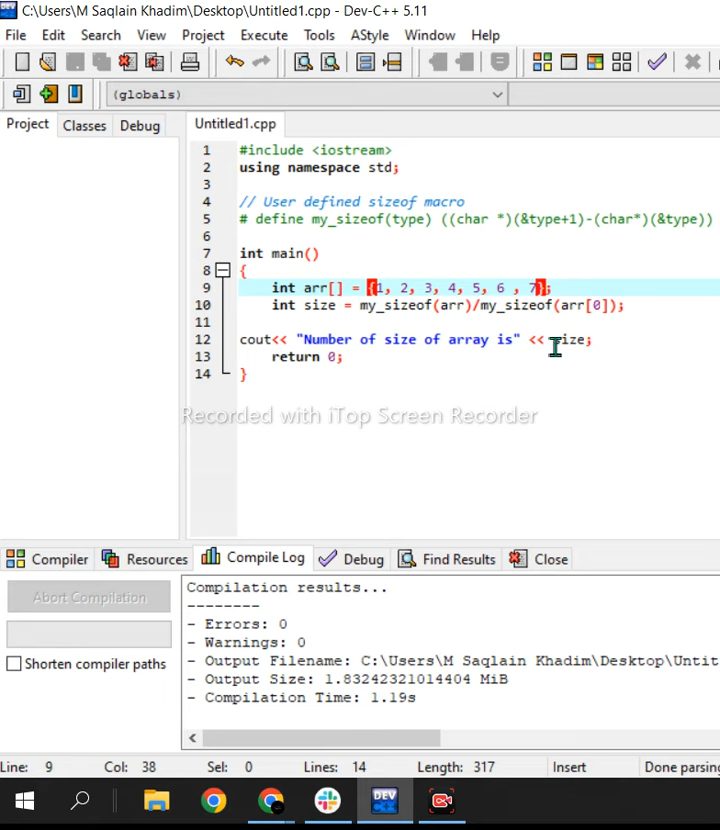 C:\Users\M Saqlain Khadim\Desktop\Untitled1.cpp - Dev-C++ 5.11
File Edit Search View Project Execute Tools AStyle Window Help
(globals)
Project Classes Debug Untitled1.cpp
1 #include <iostream>
2 using namespace std;
3
4 // User defined sizeof macro
5 # define my_sizeof(type) ((char *)(&type+1)-(char*)(&type))
6
7 int main()
8 {
9 int arr[] = {1, 2, 3, 4, 5, 6 , 7};
10 int size = my_sizeof(arr)/my_sizeof(arr[0]);
11
12 cout<< "Number of size of array is" << size;
13 return 0;
14 }
Recorded with iTop Screen Recorder
Compiler Resources Compile Log Debug Find Results Close
Abort Compilation
Shorten compiler paths
Compilation results...
--------
- Errors: 0
- Warnings: 0
- Output Filename: C:\Users\M Saqlain Khadim\Desktop\Untit
- Output Size: 1.83242321014404 MiB
- Compilation Time: 1.19s
Line: 9 Col: 38 Sel: 0 Lines: 14 Length: 317 Insert Done parsing
DEV